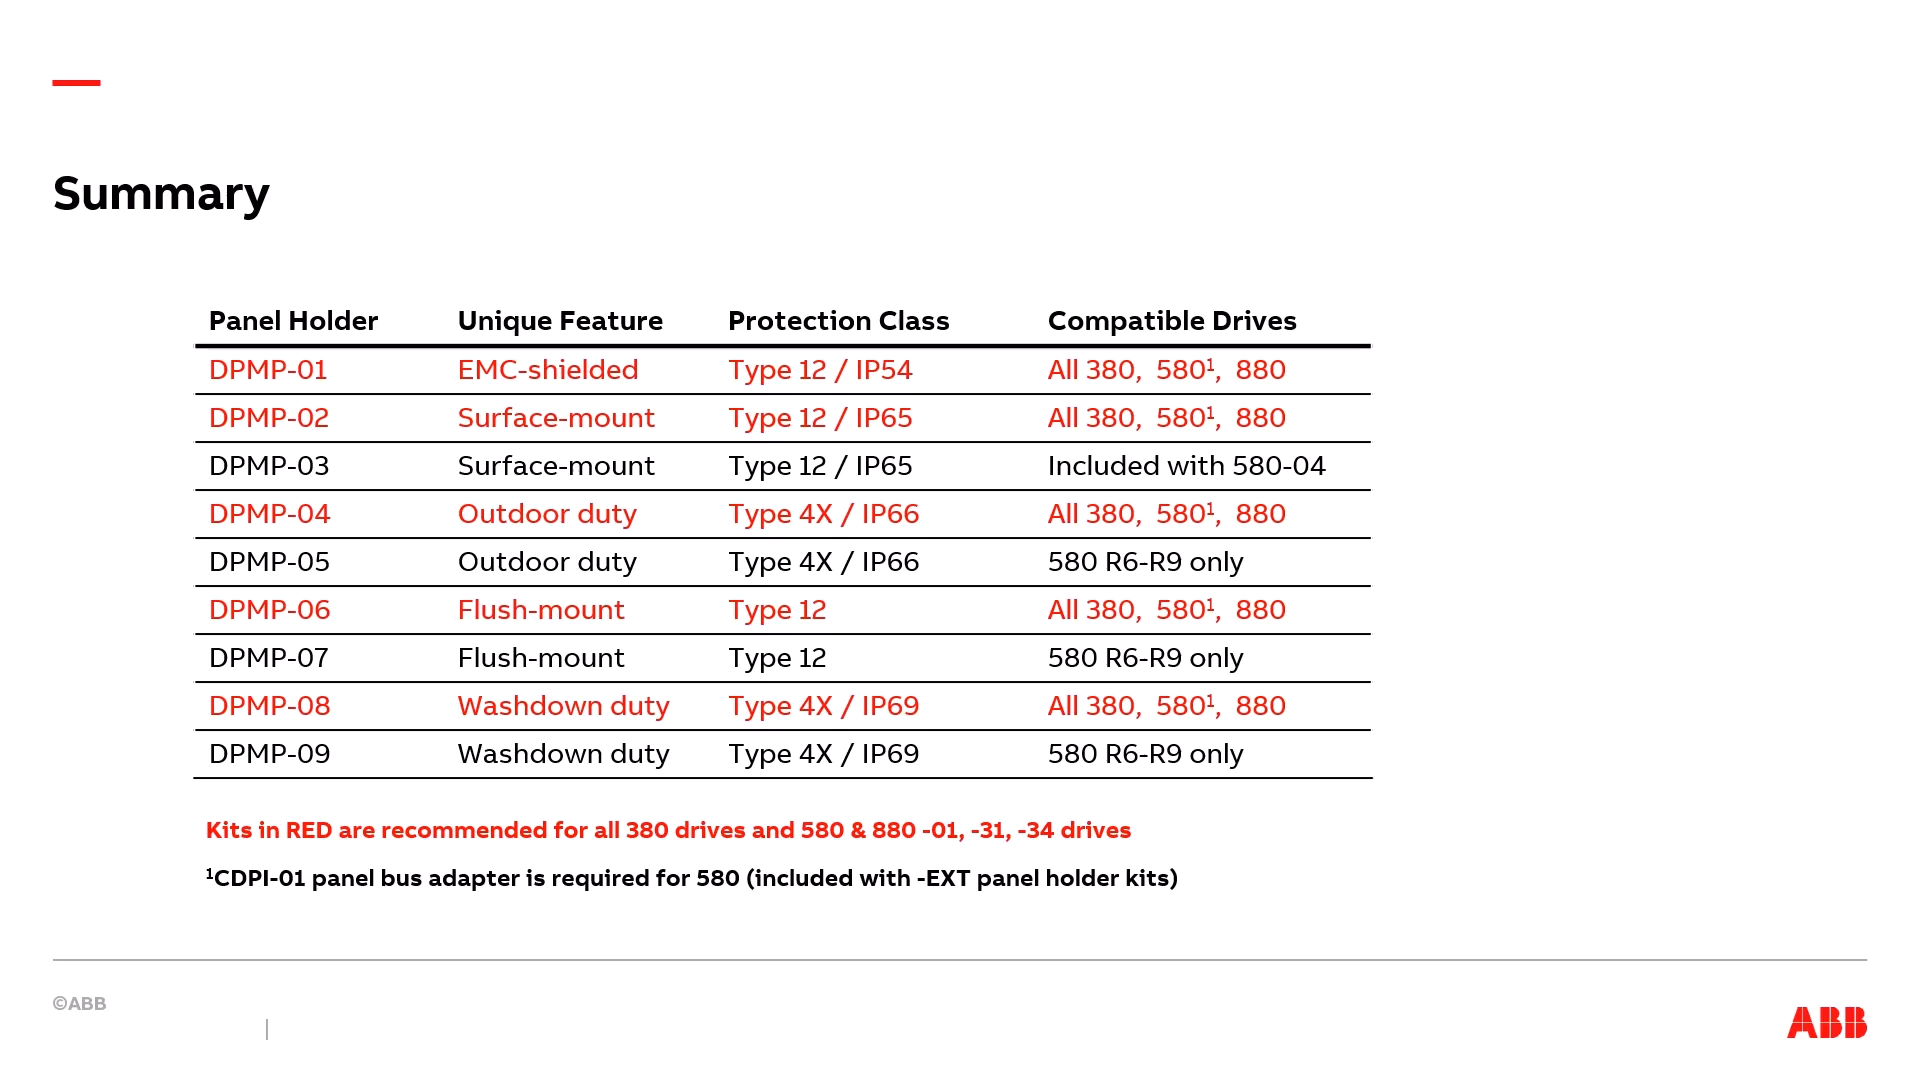 Summary
Panel Holder Unique Feature Protection Class Compatible Drives
DPMP-01 EMC-shielded Type 12 / IP54 All 380, 580¹, 880
DPMP-02 Surface-mount Type 12 / IP65 All 380, 580¹, 880
DPMP-03 Surface-mount Type 12 / IP65 Included with 580-04
DPMP-04 Outdoor duty Type 4X / IP66 All 380, 580¹, 880
DPMP-05 Outdoor duty Type 4X / IP66 580 R6-R9 only
DPMP-06 Flush-mount Type 12 All 380, 580¹, 880
DPMP-07 Flush-mount Type 12 580 R6-R9 only
DPMP-08 Washdown duty Type 4X / IP69 All 380, 580¹, 880
DPMP-09 Washdown duty Type 4X / IP69 580 R6-R9 only
Kits in RED are recommended for all 380 drives and 580 & 880 -01, -31, -34 drives
¹CDPI-01 panel bus adapter is required for 580 (included with -EXT panel holder kits)
©ABB
ABB